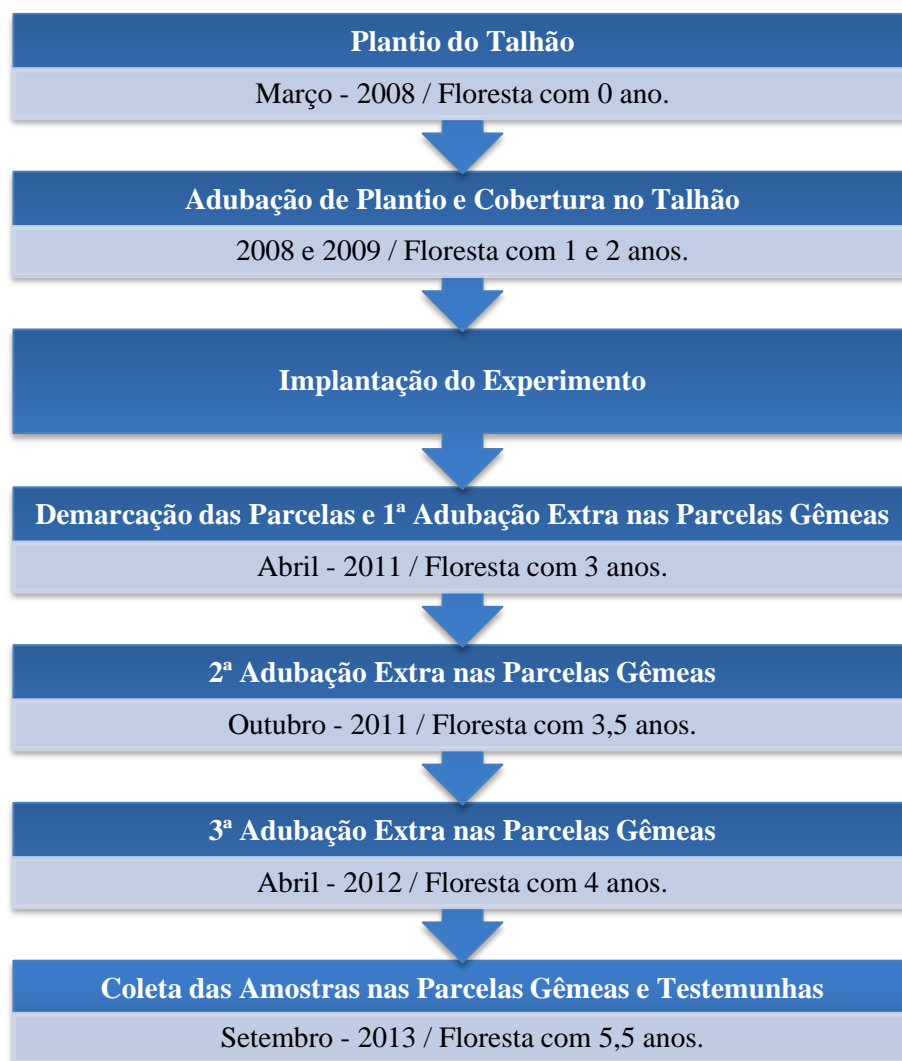 Plantio do Talhão
Março - 2008 / Floresta com 0 ano.
Adubação de Plantio e Cobertura no Talhão
2008 e 2009 / Floresta com 1 e 2 anos.
Implantação do Experimento
Demarcação das Parcelas e 1ª Adubação Extra nas Parcelas Gêmeas
Abril - 2011 / Floresta com 3 anos.
2ª Adubação Extra nas Parcelas Gêmeas
Outubro - 2011 / Floresta com 3,5 anos.
3ª Adubação Extra nas Parcelas Gêmeas
Abril - 2012 / Floresta com 4 anos.
Coleta das Amostras nas Parcelas Gêmeas e Testemunhas
Setembro - 2013 / Floresta com 5,5 anos.